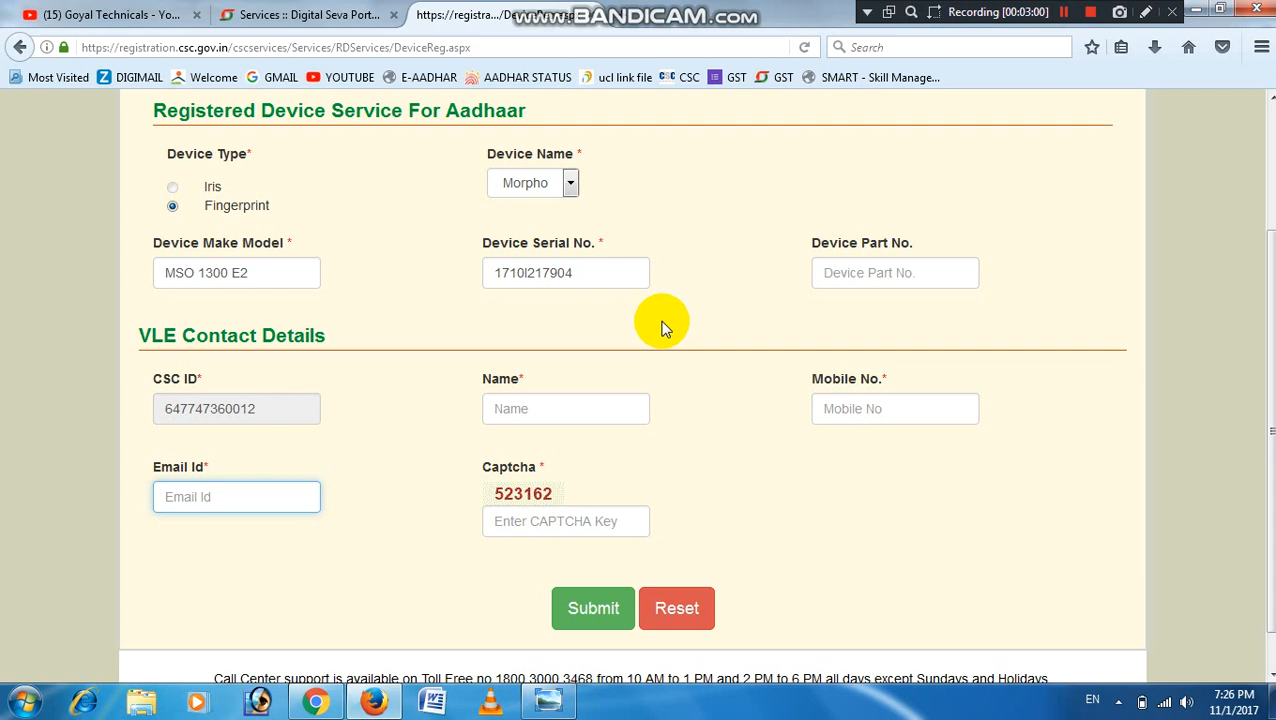 (15) Goyal Technicals - Yo...
Services :: Digital Seva Port...
https://registra.../De
www.BANDICAM.com
Recording [00:03:00]
https://registration.csc.gov.in/cscservices/Services/RDServices/DeviceReg.aspx
Search
Most Visited
DIGIMAIL
Welcome
GMAIL
YOUTUBE
E-AADHAR
AADHAR STATUS
ucl link file
CSC
GST
GST
SMART - Skill Manage...
Registered Device Service For Aadhaar
Device Type*
Device Name *
Iris
Morpho
Fingerprint
Device Make Model *
Device Serial No. *
Device Part No.
MSO 1300 E2
1710I217904
Device Part No.
VLE Contact Details
CSC ID*
Name*
Mobile No.*
647747360012
Name
Mobile No
Email Id*
Captcha *
Email Id
523162
Enter CAPTCHA Key
Submit
Reset
Call Center support is available on Toll Free no 1800 3000 3468 from 10 AM to 1 PM and 2 PM to 6 PM all days except Sundays and Holidays
EN
7:26 PM
11/1/2017